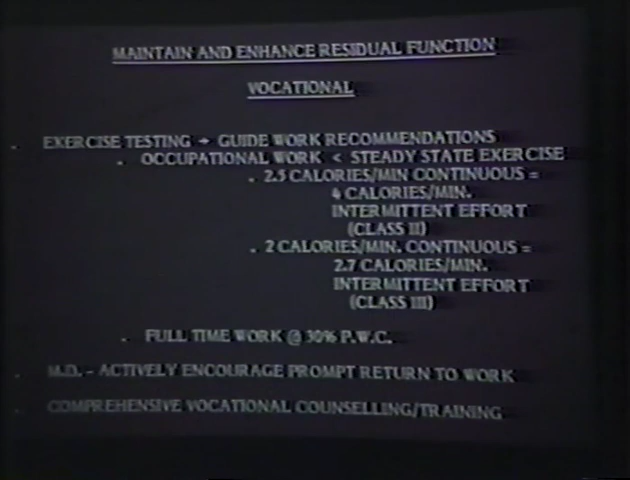 MAINTAIN AND ENHANCE RESIDUAL FUNCTION
VOCATIONAL
. EXERCISE TESTING → GUIDE WORK RECOMMENDATIONS
. OCCUPATIONAL WORK < STEADY STATE EXERCISE
. 2.5 CALORIES/MIN CONTINUOUS =
4 CALORIES/MIN.
INTERMITTENT EFFORT
(CLASS II)
. 2 CALORIES/MIN. CONTINUOUS =
2.7 CALORIES/MIN.
INTERMITTENT EFFORT
(CLASS III)
. FULL TIME WORK @ 30% P.W.C.
. M.D. - ACTIVELY ENCOURAGE PROMPT RETURN TO WORK
. COMPREHENSIVE VOCATIONAL COUNSELLING/TRAINING